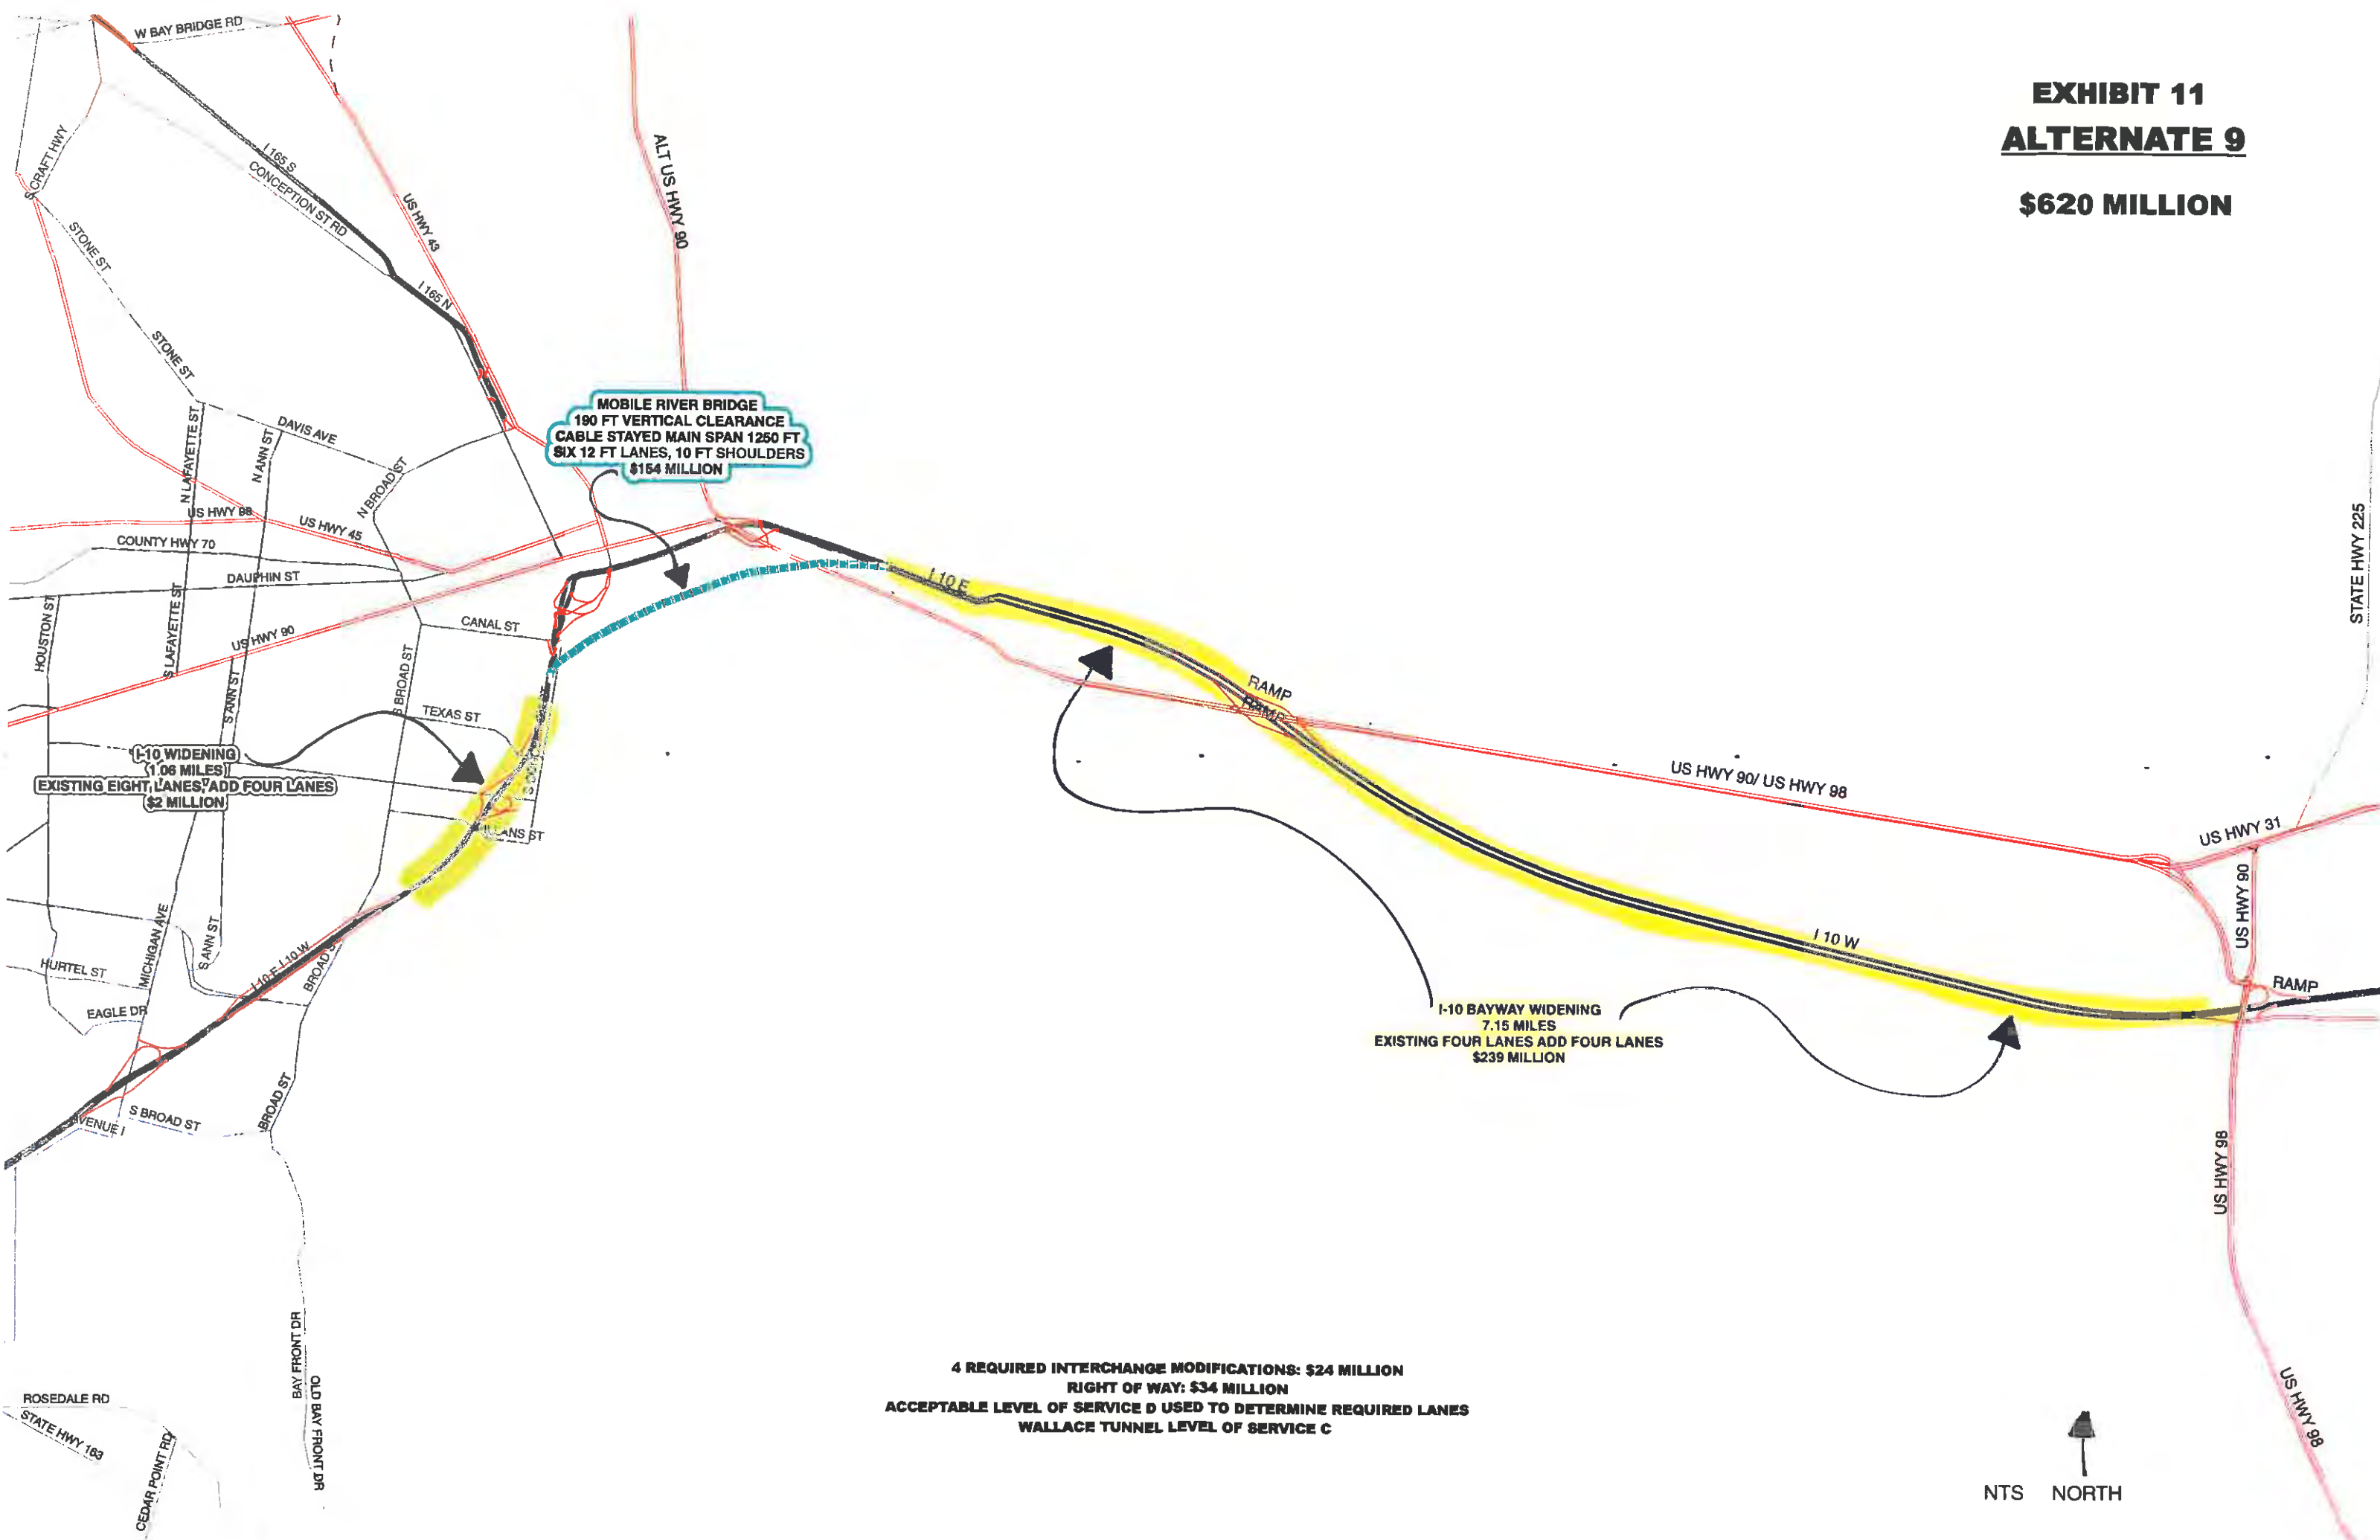 EXHIBIT 11
ALTERNATE 9
$620 MILLION
W BAY BRIDGE RD
S CRAFT HWY
I 165 S
CONCEPTION ST RD
US HWY 43
ALT US HWY 90
STONE ST
I 165 N
STONE ST
MOBILE RIVER BRIDGE
190 FT VERTICAL CLEARANCE
CABLE STAYED MAIN SPAN 1250 FT
SIX 12 FT LANES, 10 FT SHOULDERS
$154 MILLION
N LAFAYETTE ST
N ANN ST
DAVIS AVE
N BROAD ST
US HWY 98
US HWY 45
COUNTY HWY 70
DAUPHIN ST
HOUSTON ST
S LAFAYETTE ST
US HWY 90
CANAL ST
S ANN ST
S BROAD ST
TEXAS ST
I 10 E
RAMP
RAMP
STATE HWY 225
I-10 WIDENING
(1.06 MILES)
EXISTING EIGHT LANES, ADD FOUR LANES
$2 MILLION
US HWY 90/ US HWY 98
US HWY 31
US HWY 90
I 10 W
RAMP
MICHIGAN AVE
S ANN ST
I 10 E I 10 W
HURTEL ST
EAGLE DR
I-10 BAYWAY WIDENING
7.15 MILES
EXISTING FOUR LANES ADD FOUR LANES
$239 MILLION
S BROAD ST
BROAD ST
US HWY 98
BAY FRONT DR
OLD BAY FRONT DR
ROSEDALE RD
STATE HWY 163
CEDAR POINT RD
US HWY 98
4 REQUIRED INTERCHANGE MODIFICATIONS: $24 MILLION
RIGHT OF WAY: $34 MILLION
ACCEPTABLE LEVEL OF SERVICE D USED TO DETERMINE REQUIRED LANES
WALLACE TUNNEL LEVEL OF SERVICE C
NTS NORTH